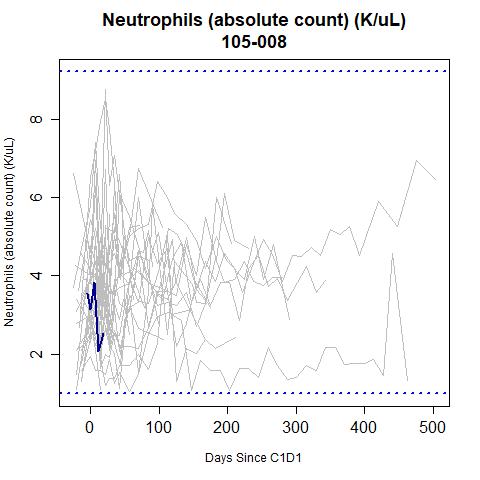 Neutrophils (absolute count) (K/uL)
105-008
Neutrophils (absolute count) (K/uL)
8
6
4
2
0 100 200 300 400 500
Days Since C1D1